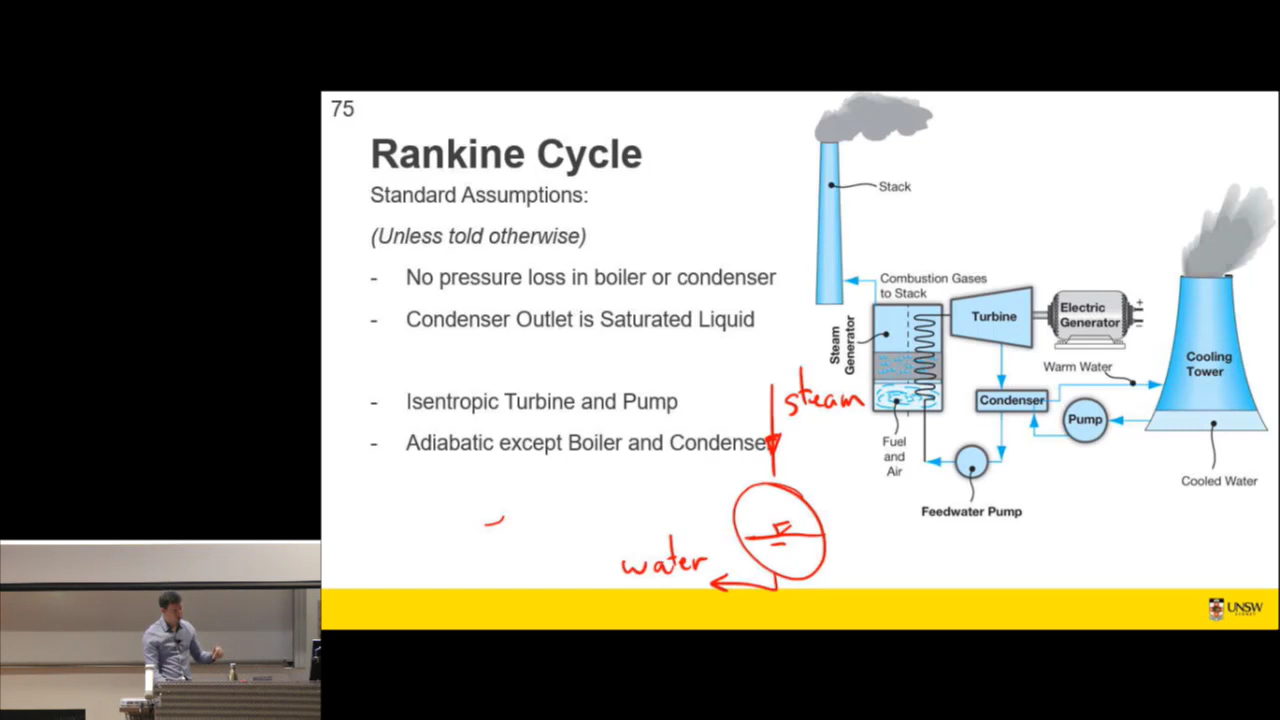 75
Rankine Cycle
Standard Assumptions:
(Unless told otherwise)
- No pressure loss in boiler or condenser
- Condenser Outlet is Saturated Liquid
- Isentropic Turbine and Pump
- Adiabatic except Boiler and Condense
steam
water
Stack
Combustion Gases
to Stack
Steam
Generator
Turbine
Electric
Generator
+
-
Warm Water
Cooling
Tower
Condenser
Pump
Fuel
and
Air
Cooled Water
Feedwater Pump
UNSW